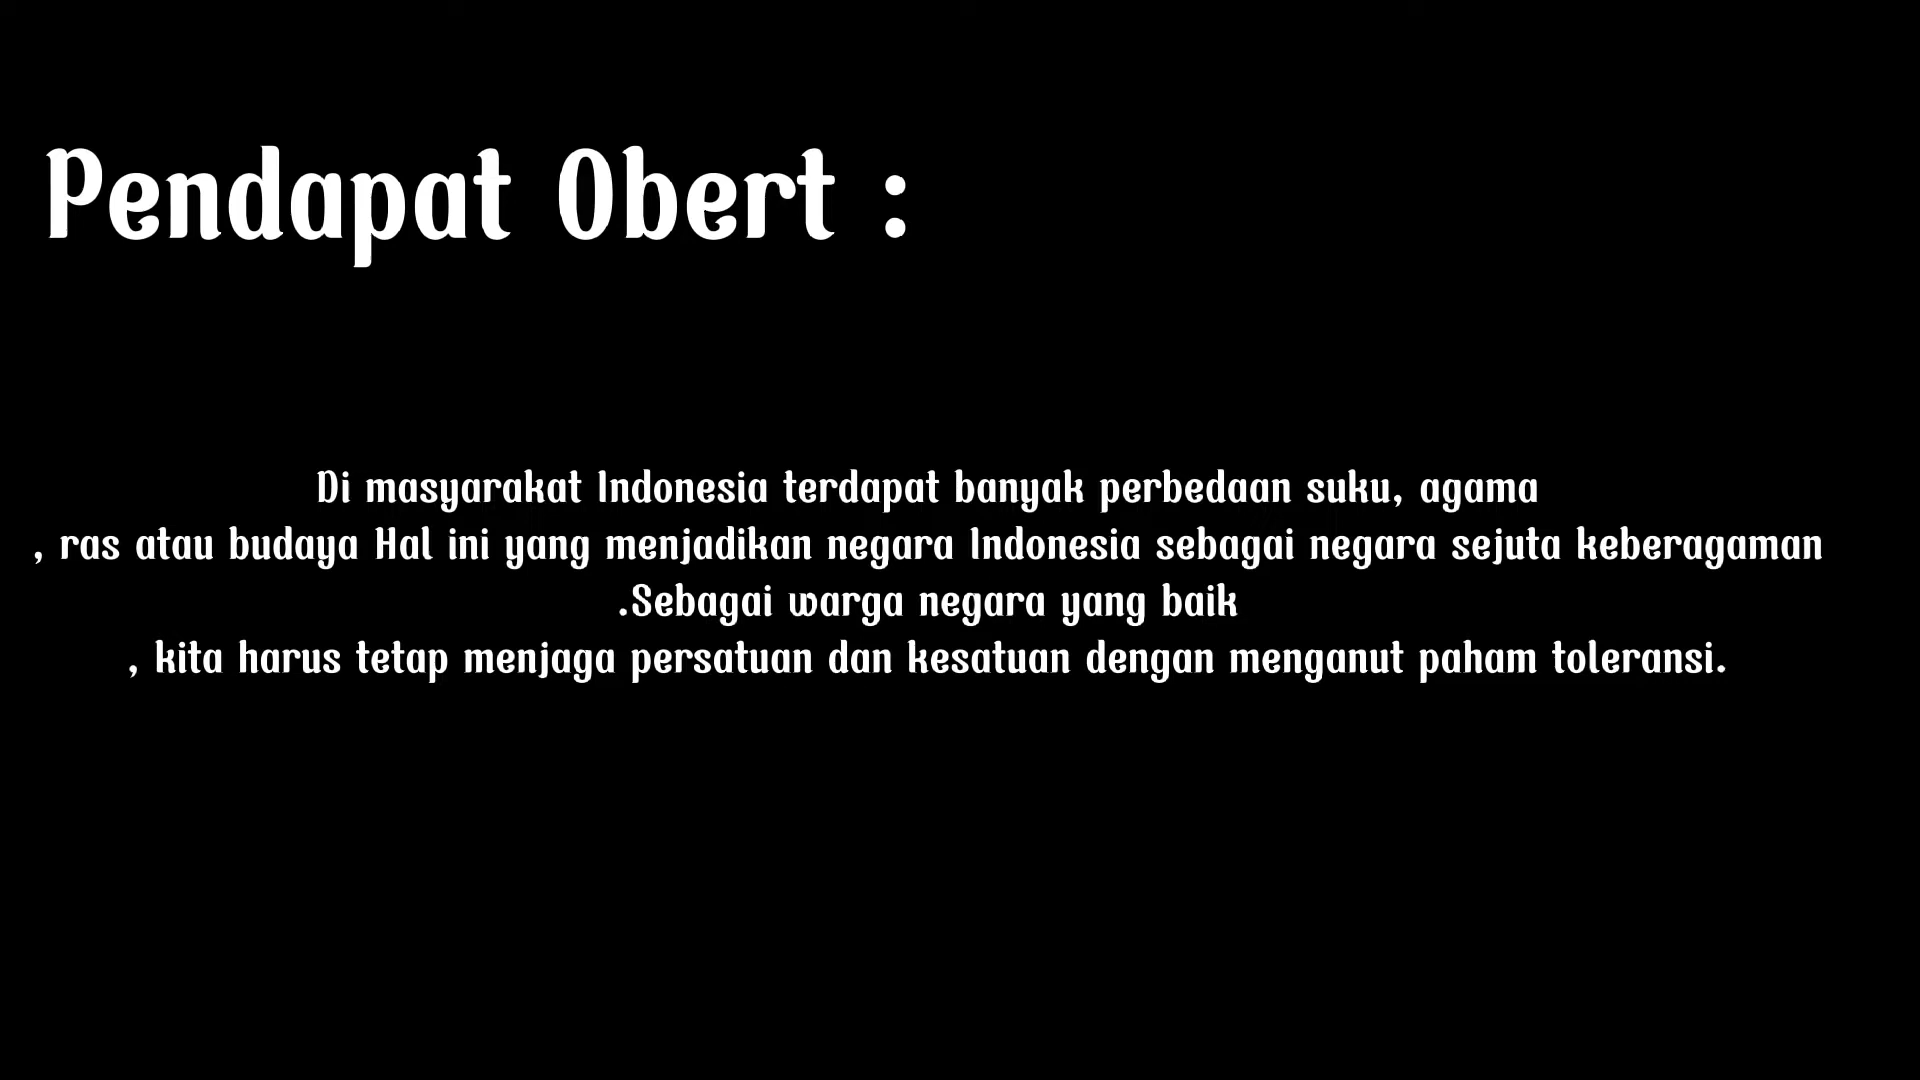 Pendapat Obert :
Di masyarakat Indonesia terdapat banyak perbedaan suku, agama
, ras atau budaya Hal ini yang menjadikan negara Indonesia sebagai negara sejuta keberagaman
.Sebagai warga negara yang baik
, kita harus tetap menjaga persatuan dan kesatuan dengan menganut paham toleransi.